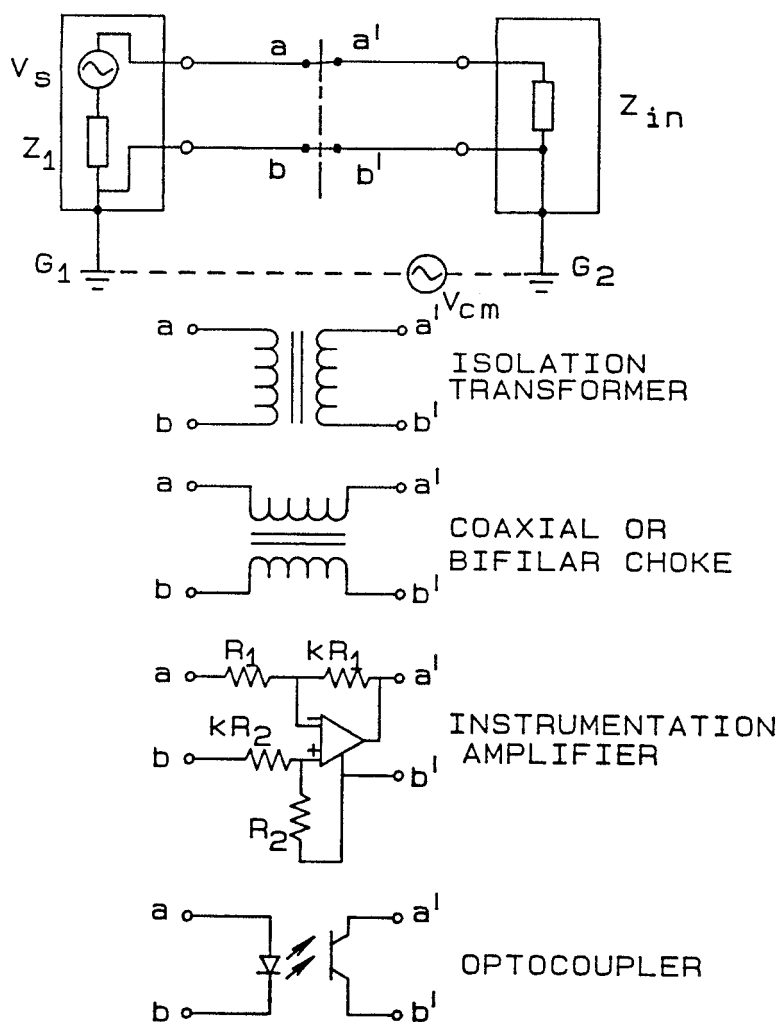 a a'
V_s
Z_in
Z_1
b b'
G_1 G_2
V_cm
a a'
ISOLATION
TRANSFORMER
b b'
a a'
COAXIAL OR
BIFILAR CHOKE
b b'
R_1 kR_1
a a'
kR_2
INSTRUMENTATION
AMPLIFIER
− +
b b'
R_2
a a'
OPTOCOUPLER
b b'